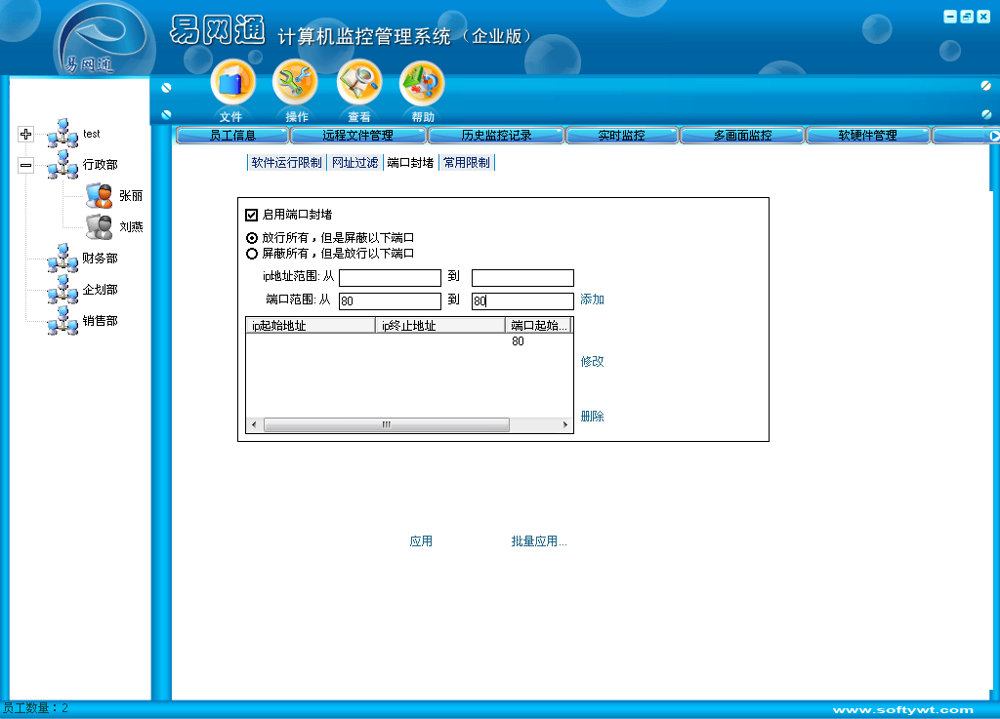 易网通 计算机监控管理系统（企业版）
易网通
文件 操作 查看 帮助
员工信息 远程文件管理 历史监控记录 实时监控 多画面监控 软硬件管理
软件运行限制 网址过滤 端口封堵 常用限制
test
行政部
张丽
刘燕
财务部
企划部
销售部
启用端口封堵
放行所有，但是屏蔽以下端口
屏蔽所有，但是放行以下端口
ip地址范围: 从 到
端口范围: 从 80 到 80 添加
ip起始地址 ip终止地址 端口起始...
80
修改
删除
应用 批量应用...
员工数量：2
www.softywt.com